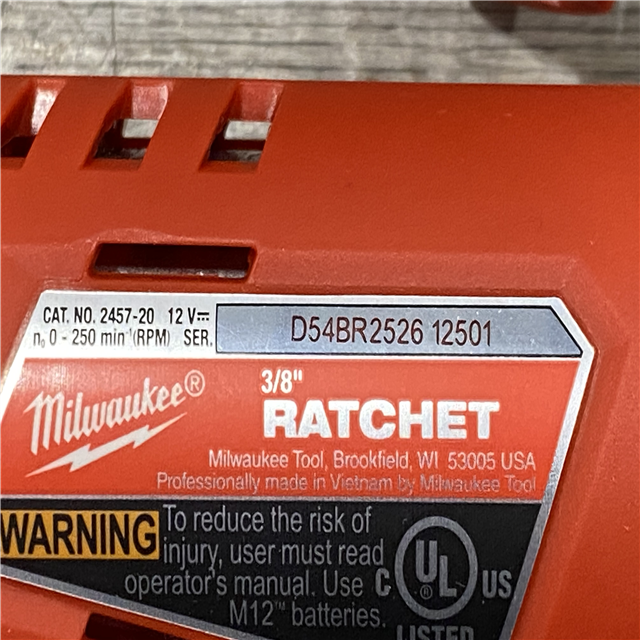 CAT. NO. 2457-20 12 V⎓
n₀ 0 - 250 min⁻¹(RPM) SER. D54BR2526 12501
Milwaukee®
3/8"
RATCHET
Milwaukee Tool, Brookfield, WI 53005 USA
Professionally made in Vietnam by Milwaukee Tool
WARNING To reduce the risk of
injury, user must read
operator's manual. Use
M12™ batteries.
C UL® US
LISTED